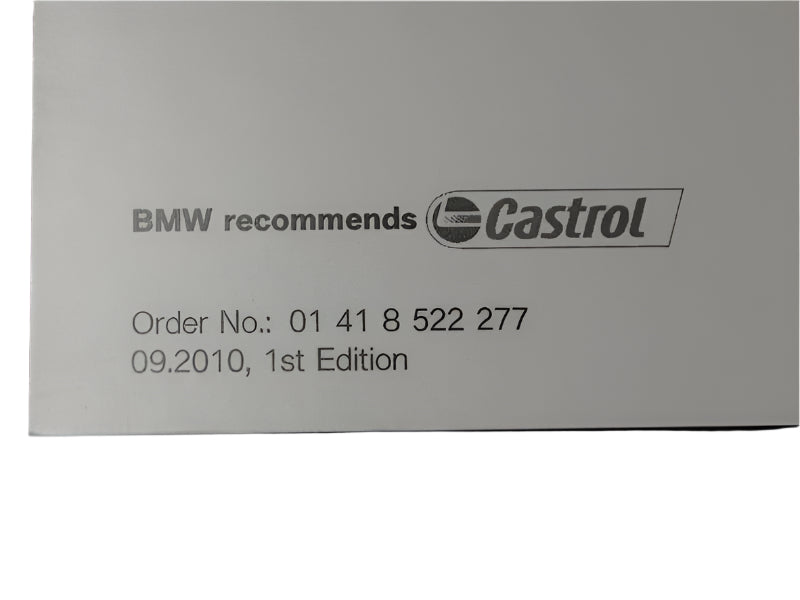 BMW recommends Castrol
Order No.: 01 41 8 522 277
09.2010, 1st Edition